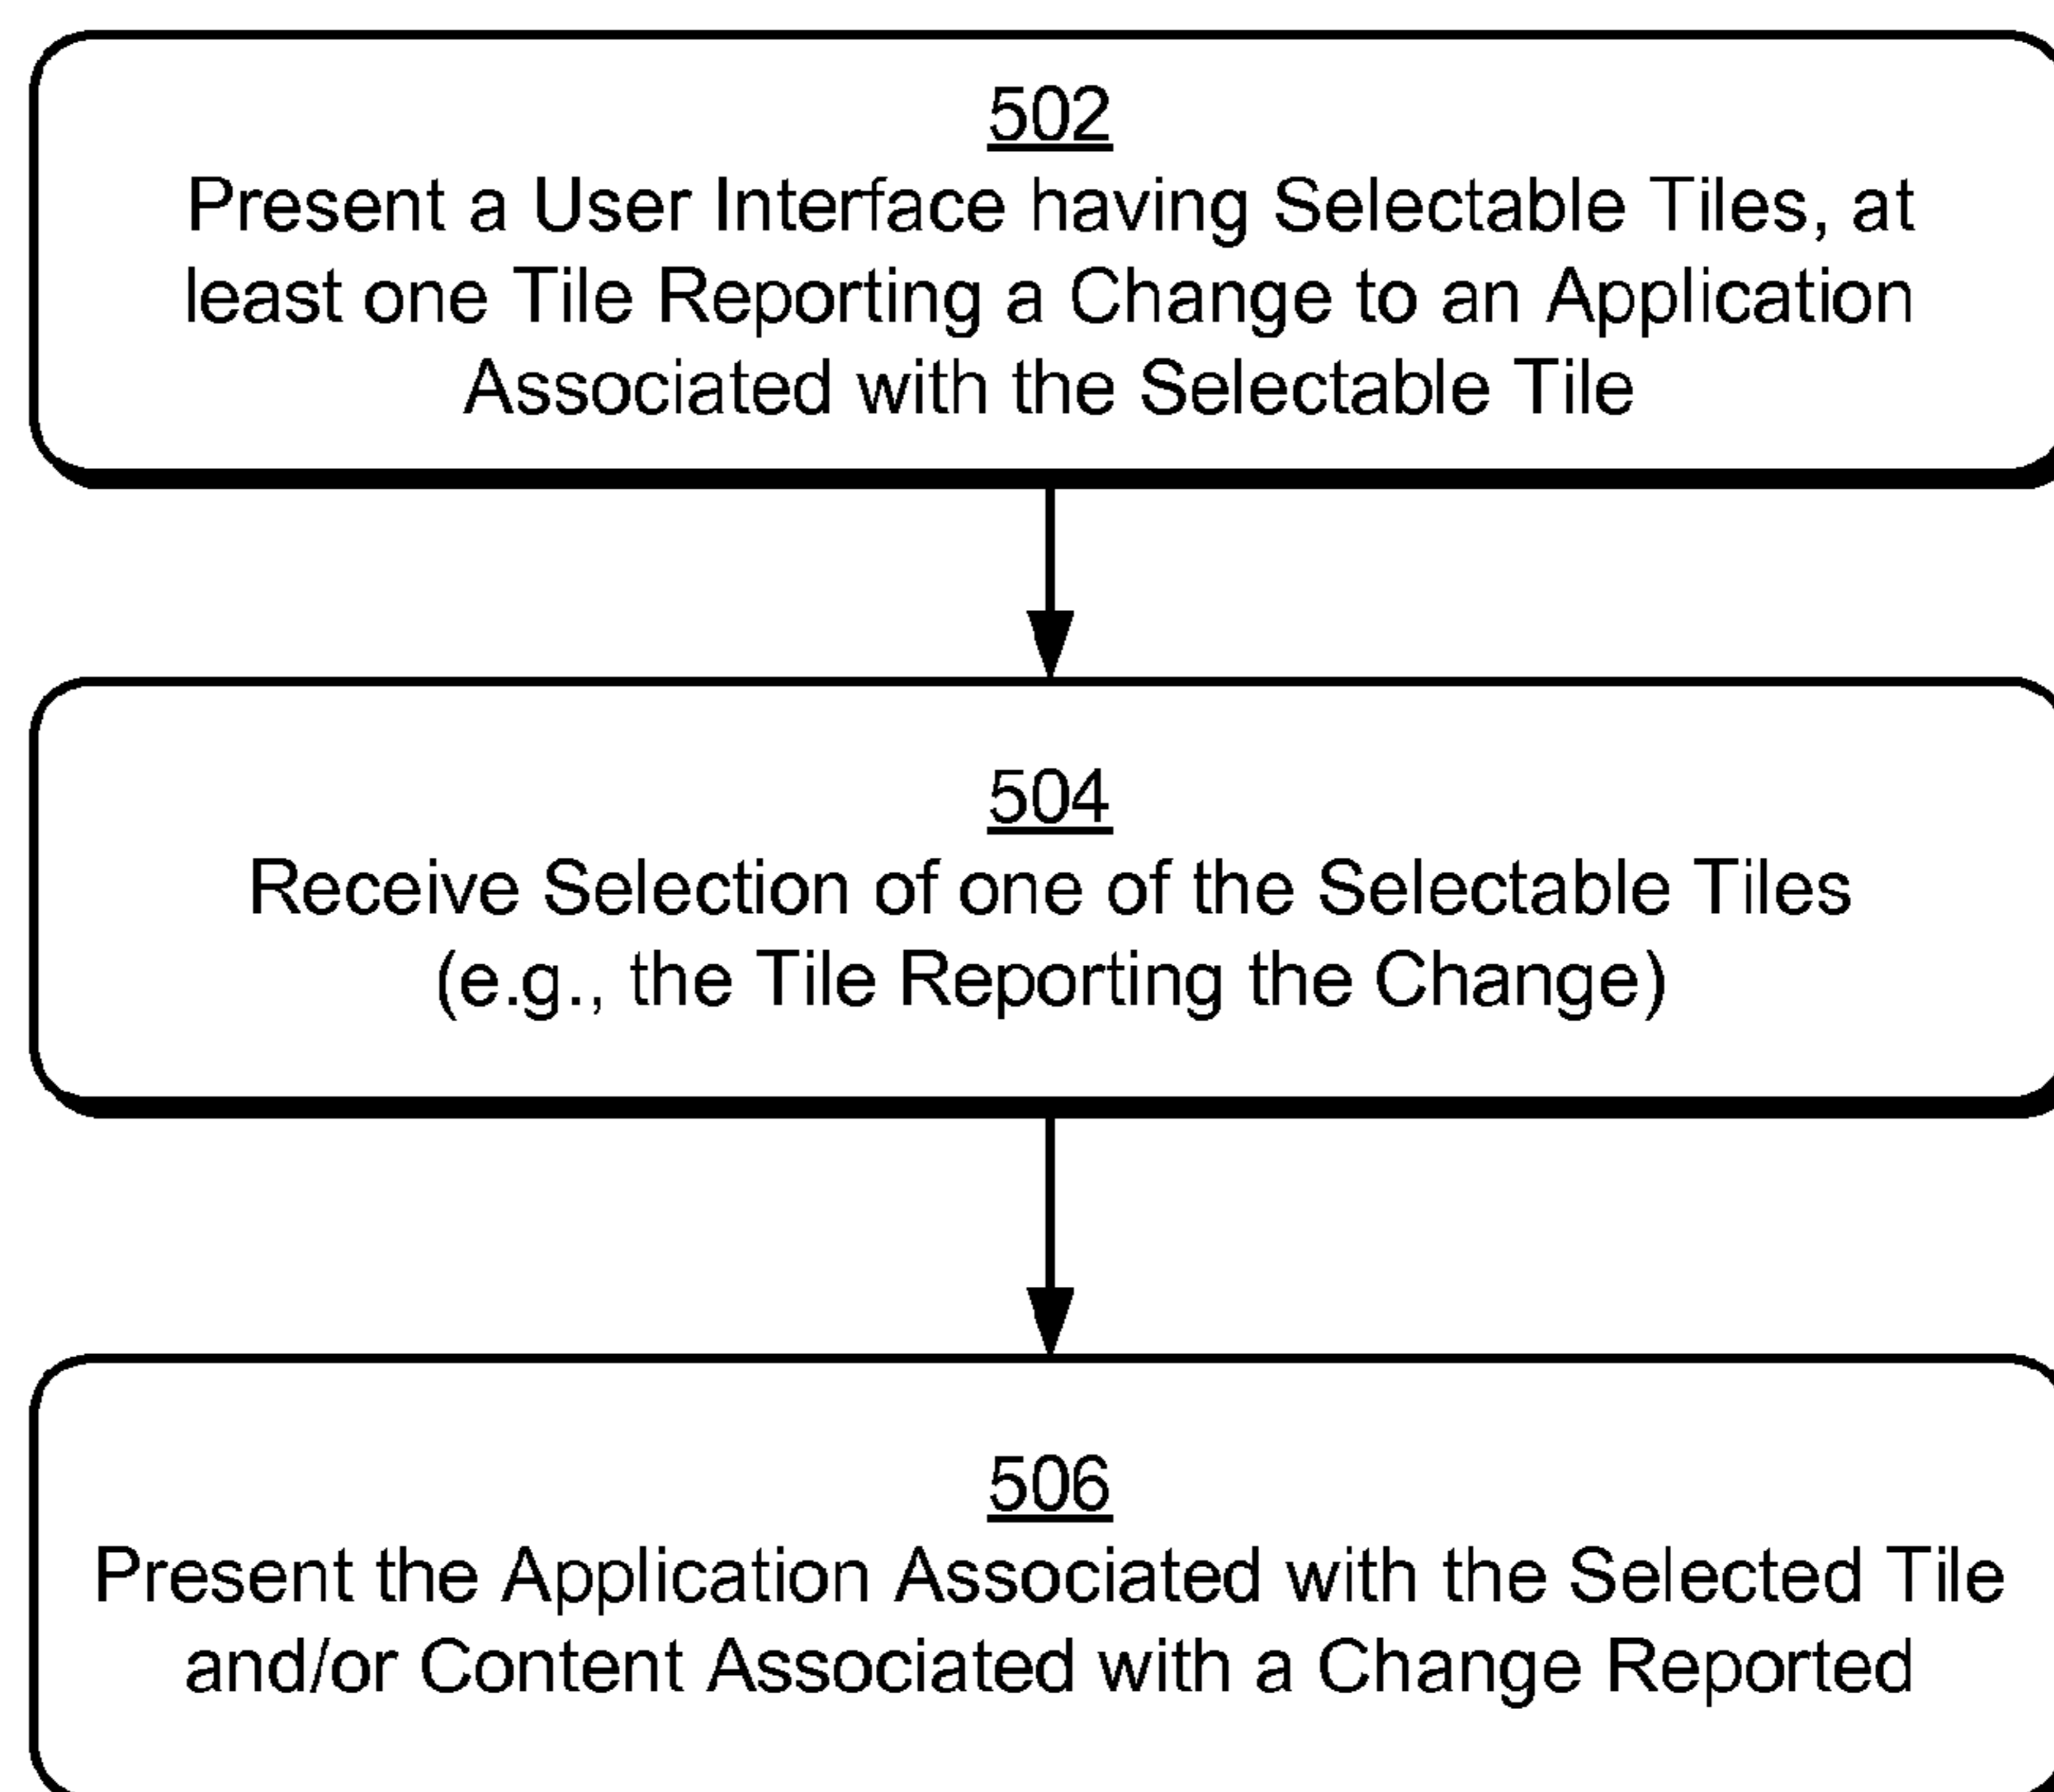 502
Present a User Interface having Selectable Tiles, at
least one Tile Reporting a Change to an Application
Associated with the Selectable Tile
504
Receive Selection of one of the Selectable Tiles
(e.g., the Tile Reporting the Change)
506
Present the Application Associated with the Selected Tile
and/or Content Associated with a Change Reported